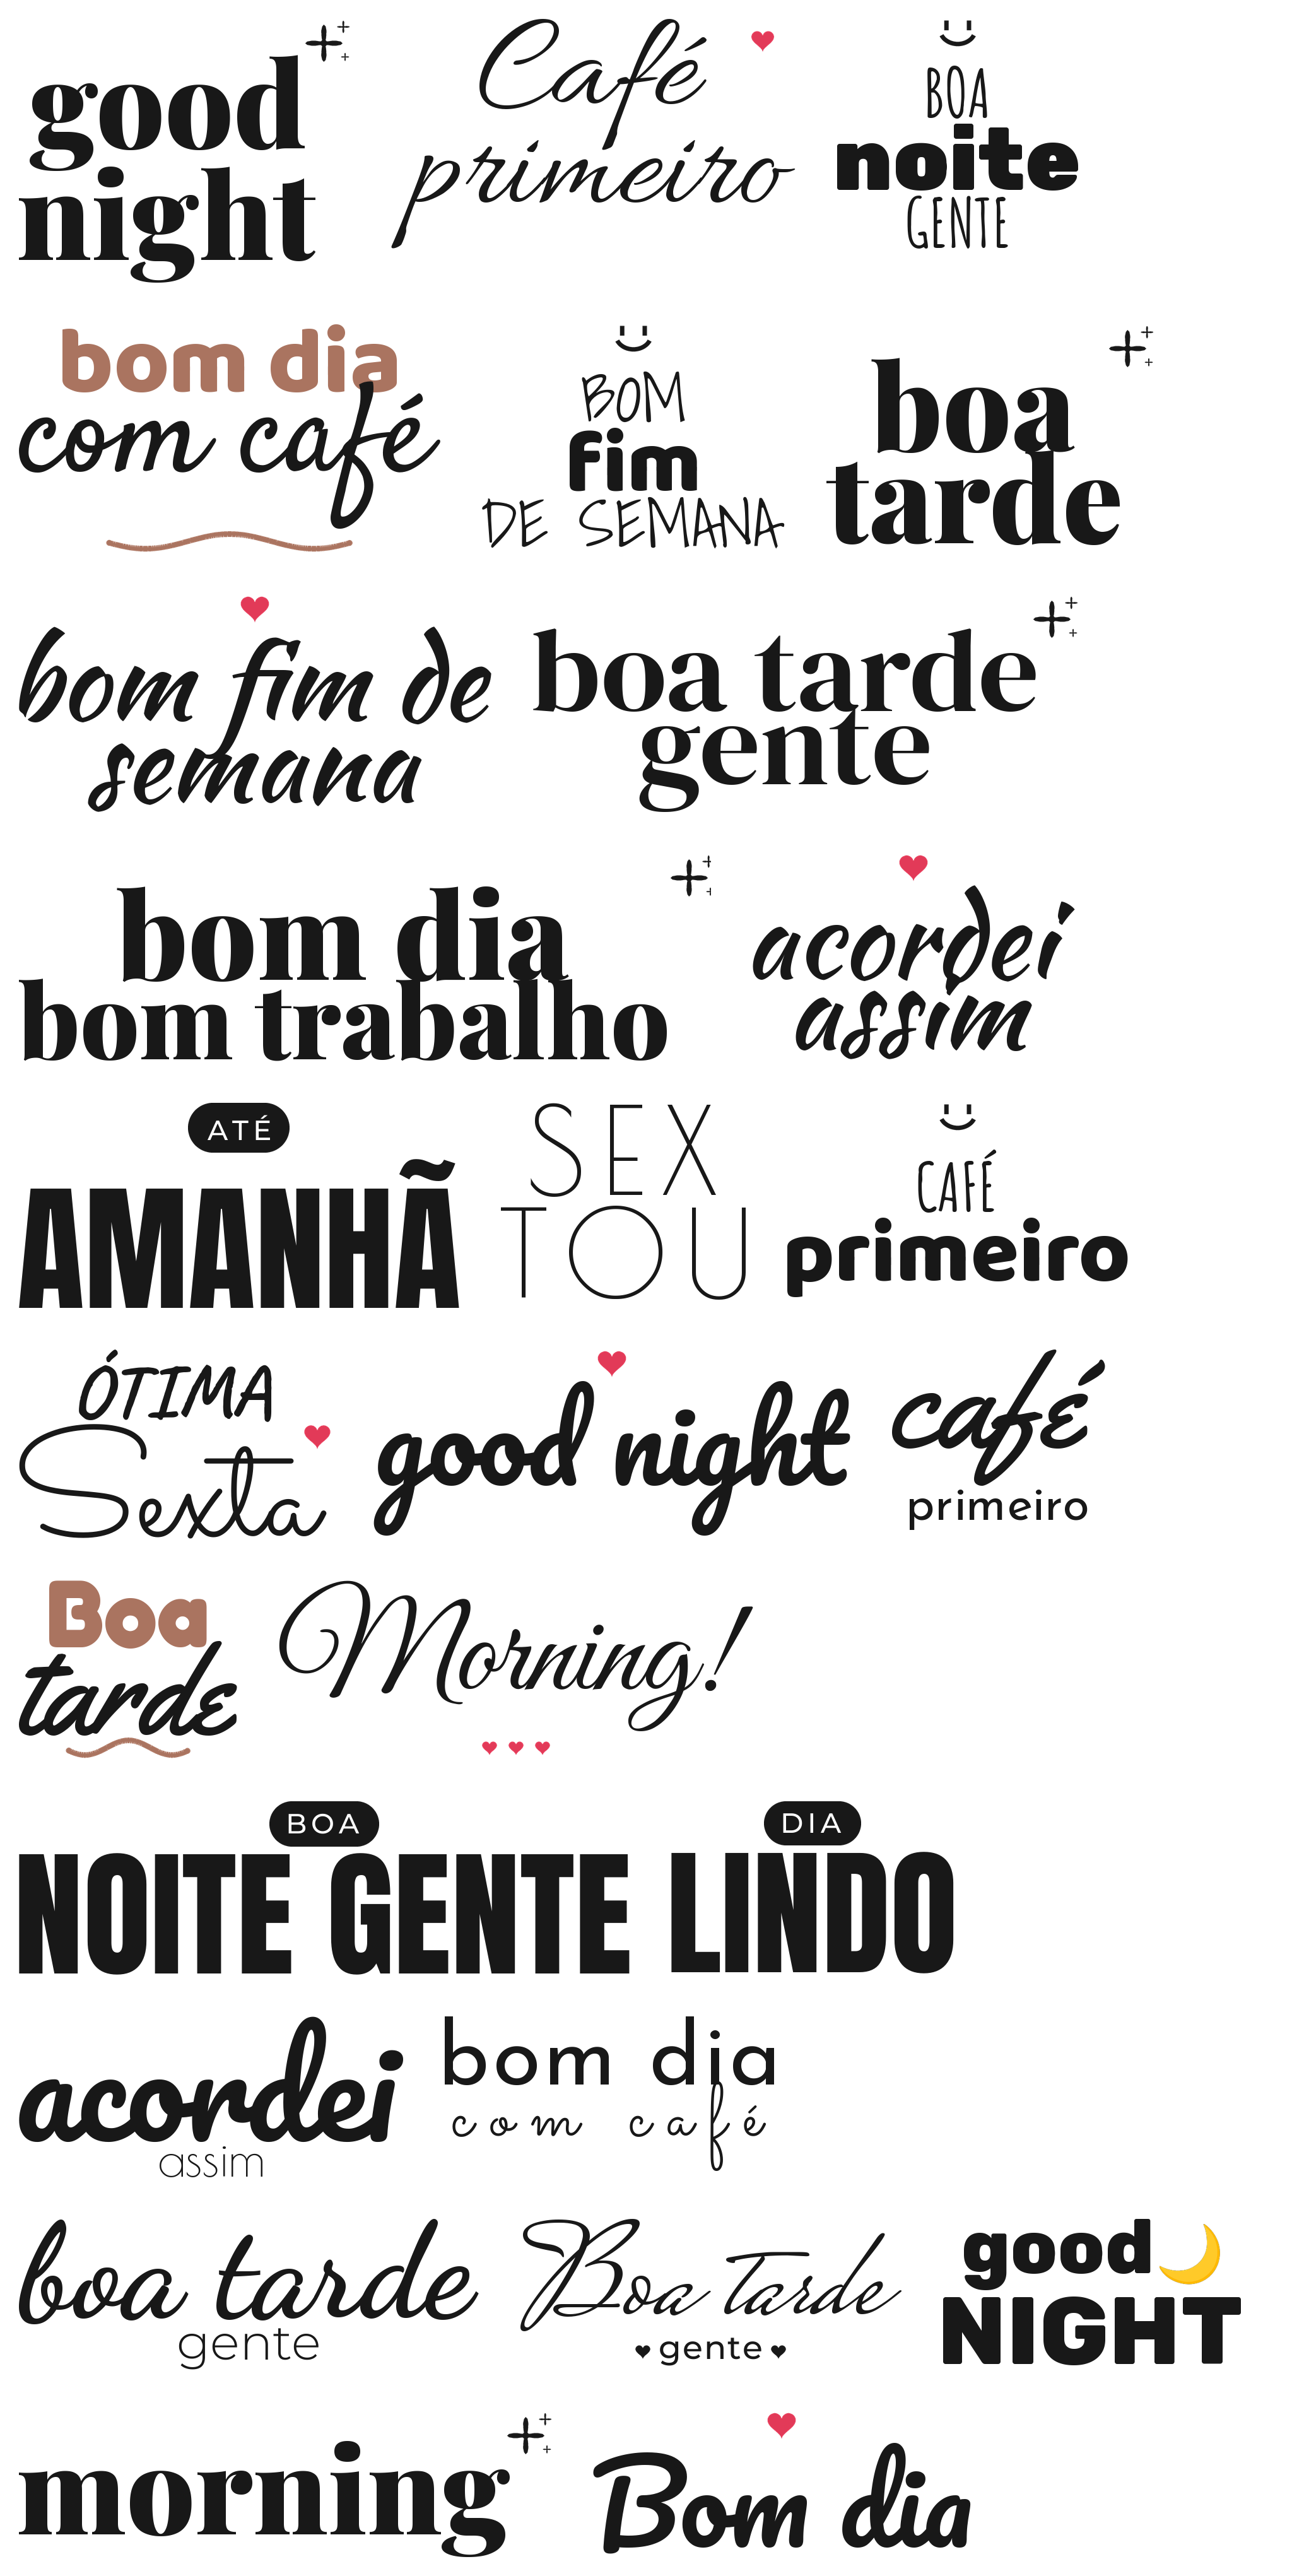 good
night
Café
primeiro
BOA
noite
GENTE
bom dia
com café
BOM
fim
DE SEMANA
boa
tarde
bom fim de
semana
boa tarde
gente
bom dia
bom trabalho
acordei
assim
ATÉ
AMANHÃ
SEX
TOU
CAFÉ
primeiro
ÓTIMA
Sexta
good night
café
primeiro
Boa
tarde
Morning!
BOA
NOITE GENTE
DIA
LINDO
acordei
assim
bom dia
com café
boa tarde
gente
Boa tarde
gente
good
NIGHT
morning
Bom dia